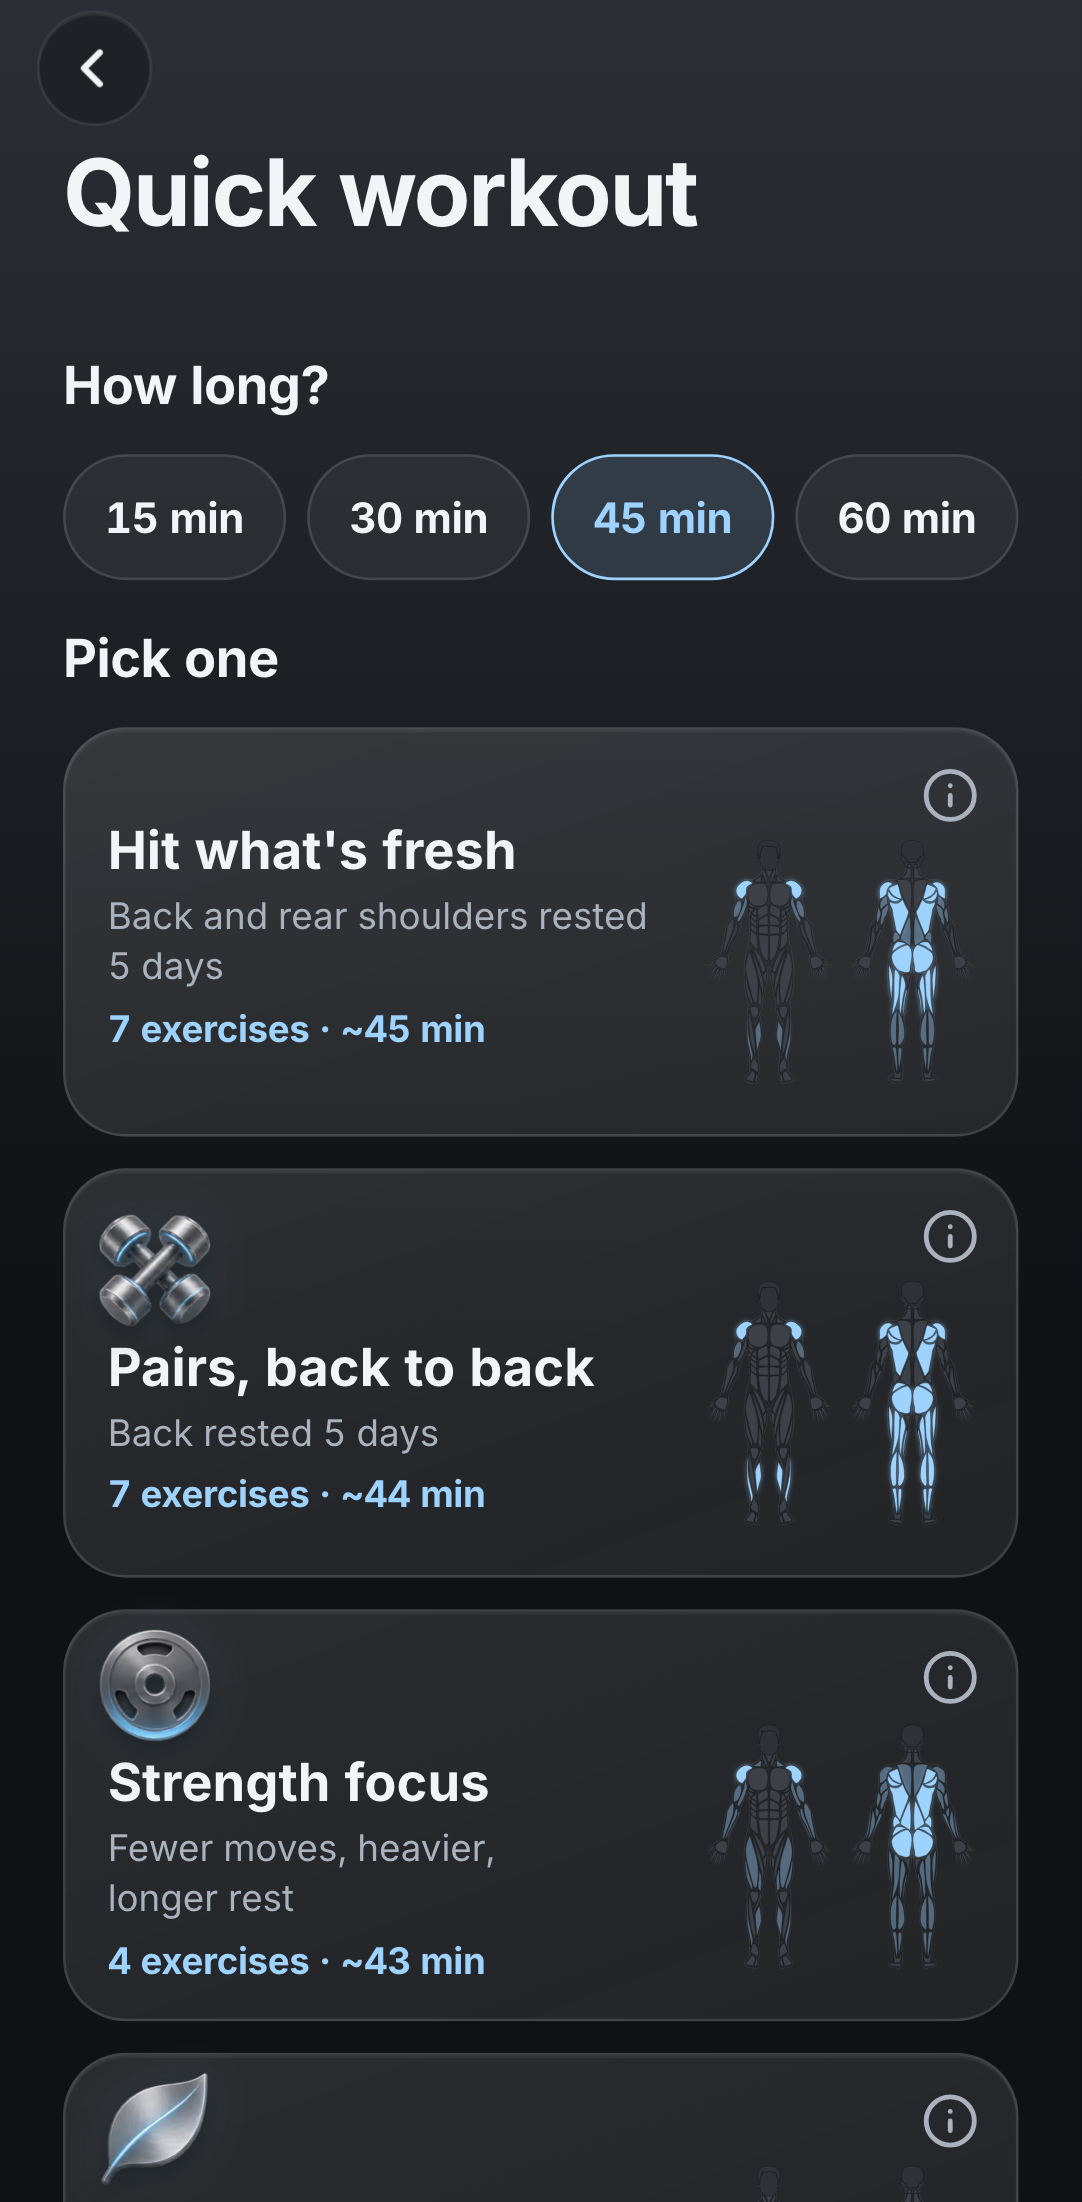 Quick workout
How long?
15 min
30 min
45 min
60 min
Pick one
Hit what's fresh
Back and rear shoulders rested
5 days
7 exercises · ~45 min
Pairs, back to back
Back rested 5 days
7 exercises · ~44 min
Strength focus
Fewer moves, heavier,
longer rest
4 exercises · ~43 min